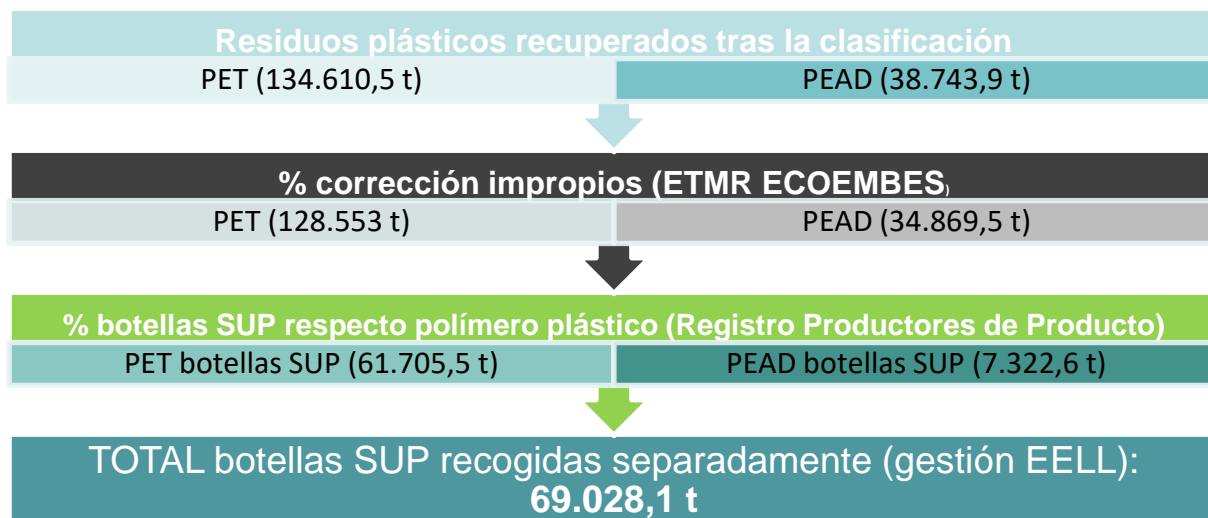 Residuos plásticos recuperados tras la clasificación
PET (134.610,5 t)
PEAD (38.743,9 t)
% corrección impropios (ETMR ECOEMBES)
PET (128.553 t)
PEAD (34.869,5 t)
% botellas SUP respecto polímero plástico (Registro Productores de Producto)
PET botellas SUP (61.705,5 t)
PEAD botellas SUP (7.322,6 t)
TOTAL botellas SUP recogidas separadamente (gestión EELL):
69.028,1 t